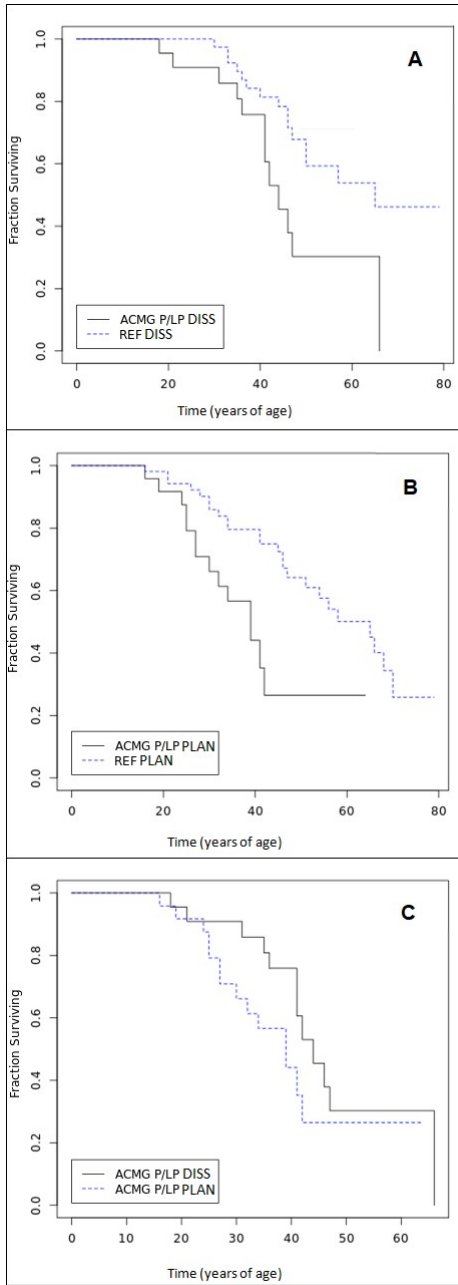 A
Fraction Surviving
1.0
0.8
0.6
0.4
0.2
0.0
ACMG P/LP DISS
REF DISS
0 20 40 60 80
Time (years of age)
B
Fraction Surviving
1.0
0.8
0.6
0.4
0.2
0.0
ACMG P/LP PLAN
REF PLAN
0 20 40 60 80
Time (years of age)
C
Fraction Surviving
1.0
0.8
0.6
0.4
0.2
0.0
ACMG P/LP DISS
ACMG P/LP PLAN
0 10 20 30 40 50 60
Time (years of age)